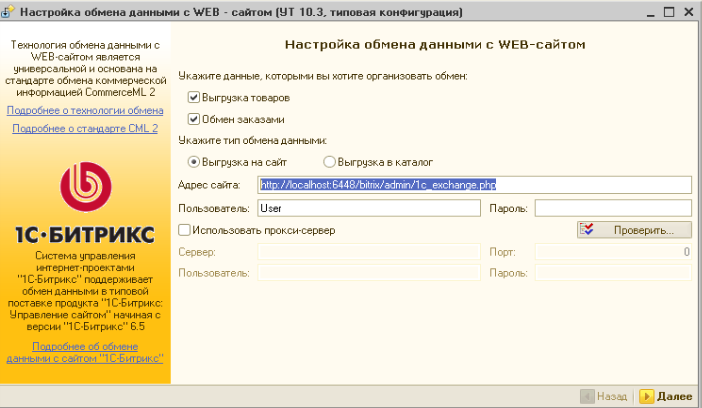 Настройка обмена данными с WEB - сайтом (УТ 10.3, типовая конфигурация)
Технология обмена данными с
WEB-сайтом является
универсальной и основана на
стандарте обмена коммерческой
информацией CommerceML 2
Подробнее о технологии обмена
Подробнее о стандарте CML 2
1С·БИТРИКС
Система управления
интернет-проектами
"1С-Битрикс" поддерживает
обмен данными в типовой
поставке продукта "1С-Битрикс:
Управление сайтом" начиная с
версии "1С-Битрикс" 6.5
Подробнее об обмене
данными с сайтом "1С-Битрикс"
Настройка обмена данными с WEB-сайтом
Укажите данные, которыми вы хотите организовать обмен:
Выгрузка товаров
Обмен заказами
Укажите тип обмена данными:
Выгрузка на сайт Выгрузка в каталог
Адрес сайта: http://localhost:6448/bitrix/admin/1c_exchange.php
Пользователь: User Пароль:
Использовать прокси-сервер Проверить...
Сервер: Порт: 0
Пользователь: Пароль:
Назад Далее